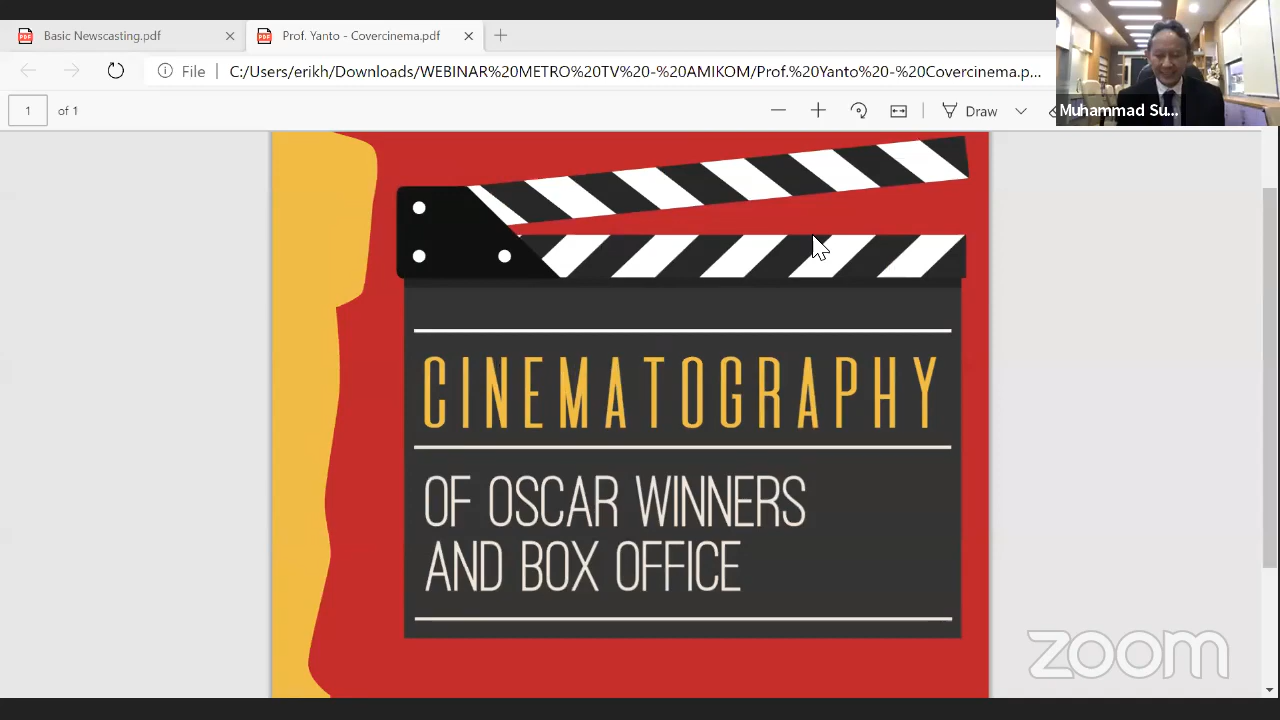 Basic Newscasting.pdf
Prof. Yanto - Covercinema.pdf
File
C:/Users/erikh/Downloads/WEBINAR%20METRO%20TV%20-%20AMIKOM/Prof.%20Yanto%20-%20Covercinema.p...
1 of 1
Draw
Muhammad Su...
CINEMATOGRAPHY
OF OSCAR WINNERS
AND BOX OFFICE
zoom